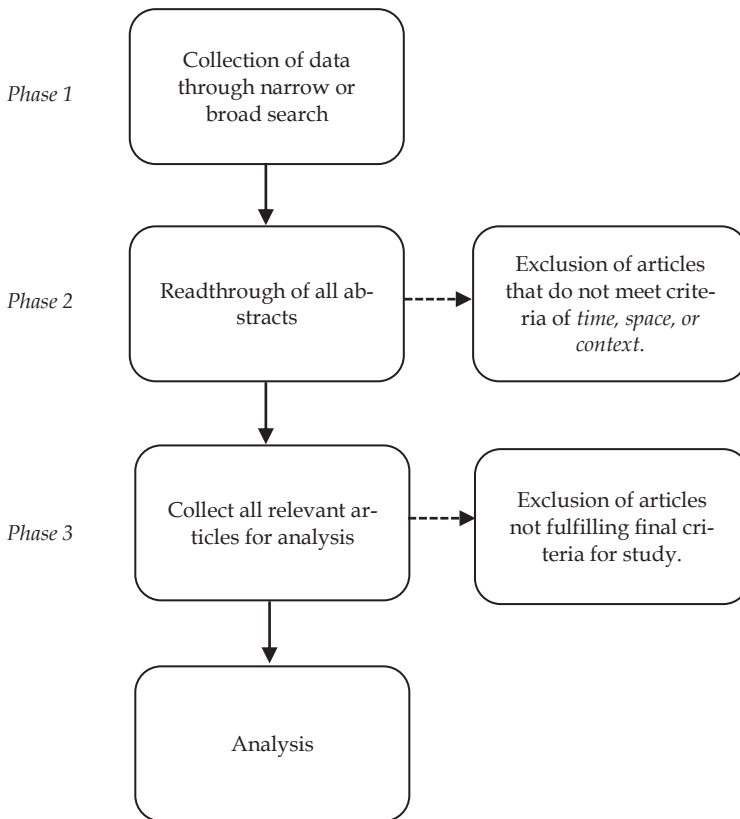 Phase 1
Collection of data
through narrow or
broad search
Phase 2
Readthrough of all ab-
stracts
Exclusion of articles
that do not meet crite-
ria of time, space, or
context.
Phase 3
Collect all relevant ar-
ticles for analysis
Exclusion of articles
not fulfilling final cri-
teria for study.
Analysis